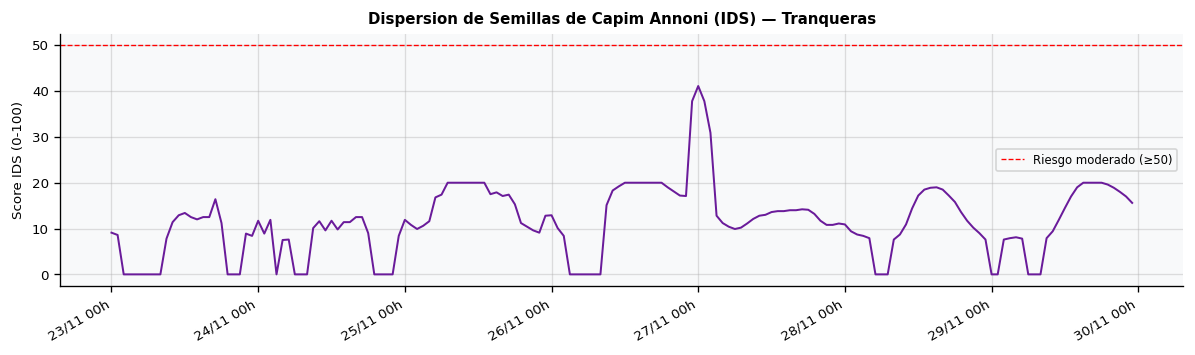 Dispersion de Semillas de Capim Annoni (IDS) — Tranqueras
Score IDS (0-100)
50
40
30
20
10
0
Riesgo moderado (≥50)
23/11 00h
24/11 00h
25/11 00h
26/11 00h
27/11 00h
28/11 00h
29/11 00h
30/11 00h